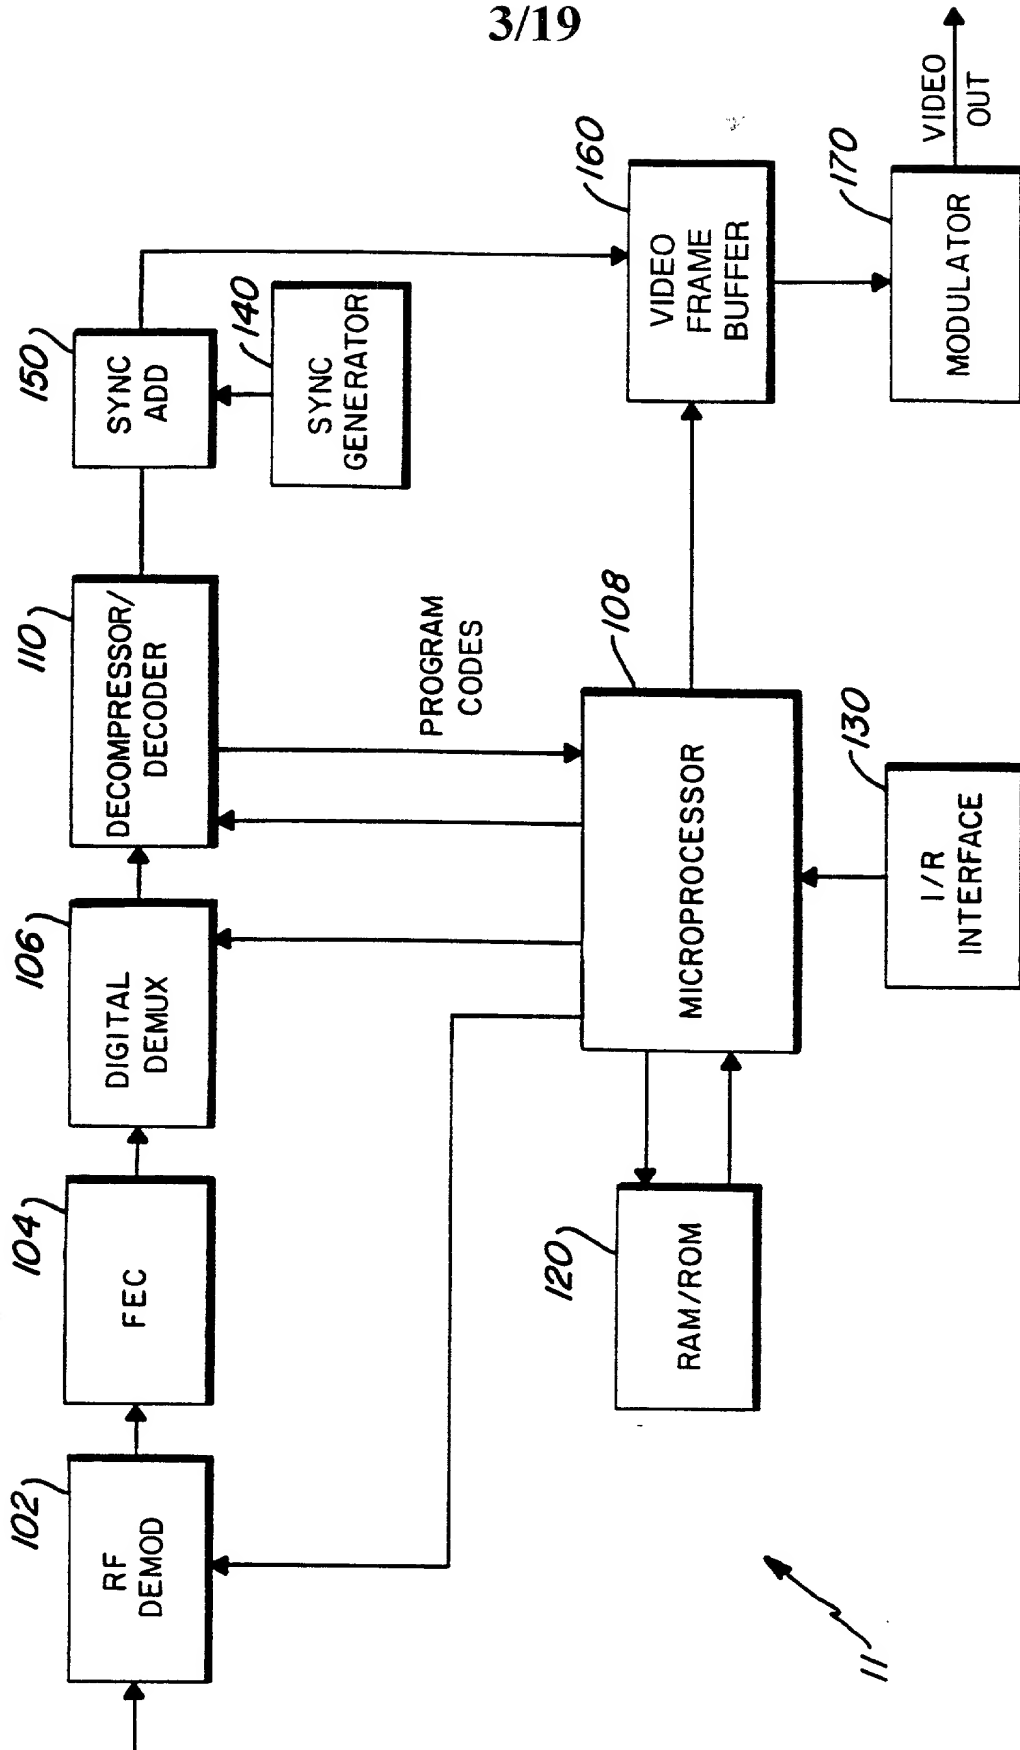 3/19
102
RF
DEMOD
104
FEC
106
DIGITAL
DEMUX
110
DECOMPRESSOR/
DECODER
150
SYNC
ADD
140
SYNC
GENERATOR
PROGRAM
CODES
120
RAM/ROM
108
MICROPROCESSOR
130
I/R
INTERFACE
160
VIDEO
FRAME
BUFFER
170
MODULATOR
VIDEO
OUT
11